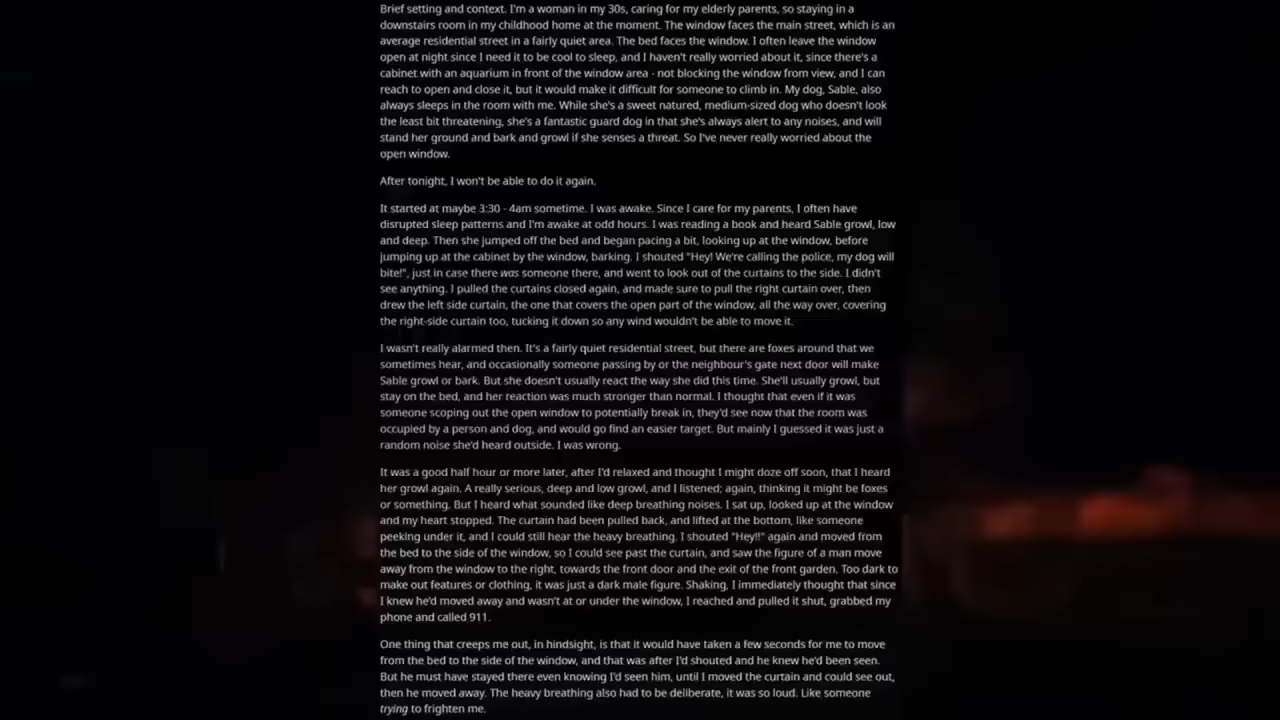 Brief setting and context. I'm a woman in my 30s, caring for my elderly parents, so staying in a
downstairs room in my childhood home at the moment. The window faces the main street, which is an
average residential street in a fairly quiet area. The bed faces the window. I often leave the window
open at night since I need it to be cool to sleep, and I haven't really worried about it, since there's a
cabinet with an aquarium in front of the window area - not blocking the window from view, and I can
reach to open and close it, but it would make it difficult for someone to climb in. My dog, Sable, also
always sleeps in the room with me. While she's a sweet natured, medium-sized dog who doesn't look
the least bit threatening, she's a fantastic guard dog in that she's always alert to any noises, and will
stand her ground and bark and growl if she senses a threat. So I've never really worried about the
open window.
After tonight, I won't be able to do it again.
It started at maybe 3:30 - 4am sometime. I was awake. Since I care for my parents, I often have
disrupted sleep patterns and I'm awake at odd hours. I was reading a book and heard Sable growl, low
and deep. Then she jumped off the bed and began pacing a bit, looking up at the window, before
jumping up at the cabinet by the window, barking. I shouted "Hey! We're calling the police, my dog will
bite!", just in case there was someone there, and went to look out of the curtains to the side. I didn't
see anything. I pulled the curtains closed again, and made sure to pull the right curtain over, then
drew the left side curtain, the one that covers the open part of the window, all the way over, covering
the right-side curtain too, tucking it down so any wind wouldn't be able to move it.
I wasn't really alarmed then. It's a fairly quiet residential street, but there are foxes around that we
sometimes hear, and occasionally someone passing by or the neighbour's gate next door will make
Sable growl or bark. But she doesn't usually react the way she did this time. She'll usually growl, but
stay on the bed, and her reaction was much stronger than normal. I thought that even if it was
someone scoping out the open window to potentially break in, they'd see now that the room was
occupied by a person and dog, and would go find an easier target. But mainly I guessed it was just a
random noise she'd heard outside. I was wrong.
It was a good half hour or more later, after I'd relaxed and thought I might doze off soon, that I heard
her growl again. A really serious, deep and low growl, and I listened; again, thinking it might be foxes
or something. But I heard what sounded like deep breathing noises. I sat up, looked up at the window
and my heart stopped. The curtain had been pulled back, and lifted at the bottom, like someone
peeking under it, and I could still hear the heavy breathing. I shouted "Hey!!" again and moved from
the bed to the side of the window, so I could see past the curtain, and saw the figure of a man move
away from the window to the right, towards the front door and the exit of the front garden. Too dark to
make out features or clothing, it was just a dark male figure. Shaking, I immediately thought that since
I knew he'd moved away and wasn't at or under the window, I reached and pulled it shut, grabbed my
phone and called 911.
One thing that creeps me out, in hindsight, is that it would have taken a few seconds for me to move
from the bed to the side of the window, and that was after I'd shouted and he knew he'd been seen.
But he must have stayed there even knowing I'd seen him, until I moved the curtain and could see out,
then he moved away. The heavy breathing also had to be deliberate, it was so loud. Like someone
trying to frighten me.